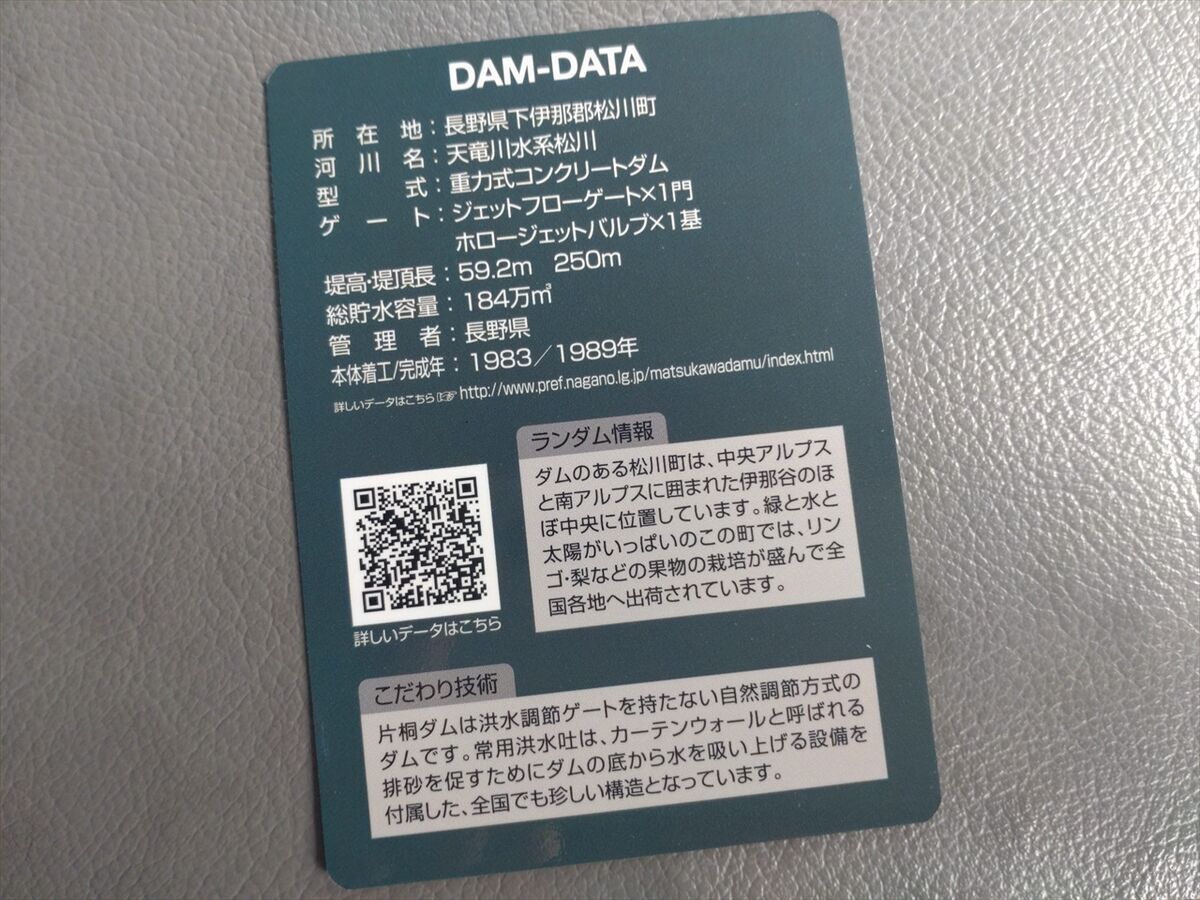 DAM-DATA
所在地：長野県下伊那郡松川町
河川名：天竜川水系松川
型式：重力式コンクリートダム
ゲート：ジェットフローゲート×1門
ホロージェットバルブ×1基
堤高・堤頂長：59.2m 250m
総貯水容量：184万㎥
管理者：長野県
本体着工/完成年：1983／1989年
詳しいデータはこちら☞http://www.pref.nagano.lg.jp/matsukawadamu/index.html
ランダム情報
ダムのある松川町は、中央アルプス
と南アルプスに囲まれた伊那谷のほ
ぼ中央に位置しています。緑と水と
太陽がいっぱいのこの町では、リン
ゴ・梨などの果物の栽培が盛んで全
国各地へ出荷されています。
詳しいデータはこちら
こだわり技術
片桐ダムは洪水調節ゲートを持たない自然調節方式の
ダムです。常用洪水吐は、カーテンウォールと呼ばれる
排砂を促すためにダムの底から水を吸い上げる設備を
付属した、全国でも珍しい構造となっています。